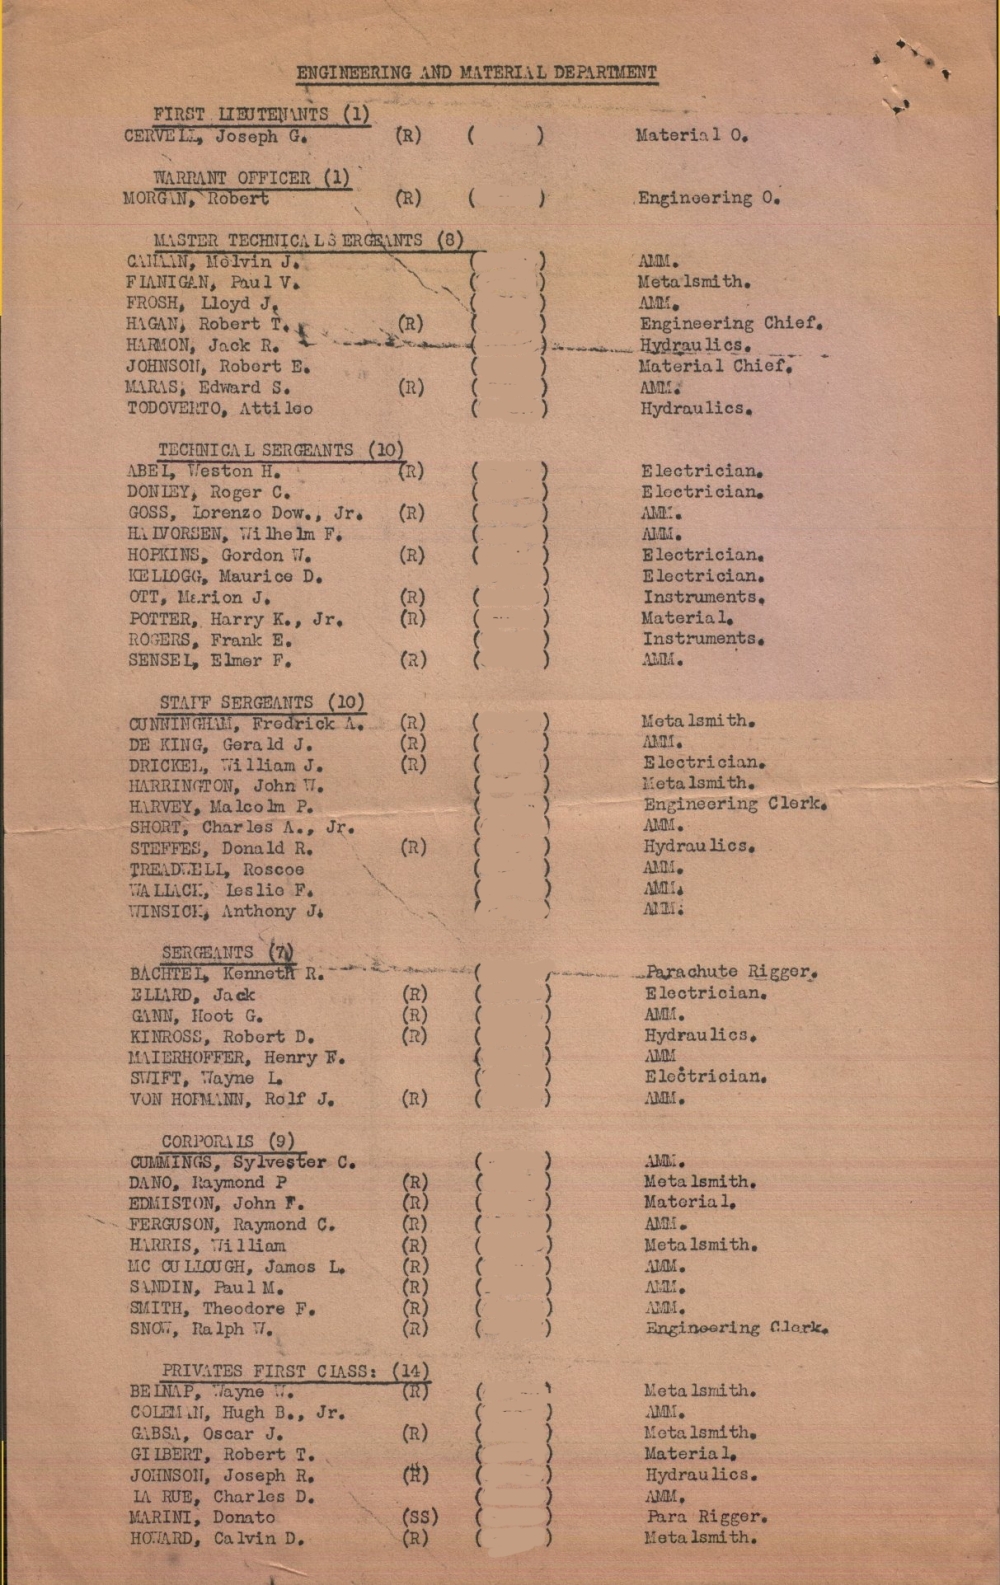 ENGINEERING AND MATERIAL DEPARTMENT
FIRST LIEUTENANTS (1)
CERVELL, Joseph G. (R) ( ) Material O.
WARRANT OFFICER (1)
MORGAN, Robert (R) ( ) Engineering O.
MASTER TECHNICAL SERGEANTS (8)
Melvin J. ( ) AMM.
FLANIGAN, Paul V. ( ) Metalsmith.
FROSH, Lloyd J. ( ) AMM.
HAGAN, Robert T. (R) ( ) Engineering Chief.
HARMON, Jack R. ( ) Hydraulics.
JOHNSON, Robert E. ( ) Material Chief.
MARAS, Edward S. (R) ( ) AMM.
TODOVERTO, Attileo ( ) Hydraulics.
TECHNICAL SERGEANTS (10)
ABEL, Weston H. (R) ( ) Electrician.
DONLEY, Roger C. ( ) Electrician.
GOSS, Lorenzo Dow., Jr. (R) ( ) AMM.
HALVORSEN, Wilhelm F. ( ) AMM.
HOPKINS, Gordon W. (R) ( ) Electrician.
KELLOGG, Maurice D. ) Electrician.
OTT, Marion J. (R) ( ) Instruments.
POTTER, Harry K., Jr. (R) ( ) Material.
ROGERS, Frank E. ( ) Instruments.
SENSEL, Elmer F. (R) ( ) AMM.
STAFF SERGEANTS (10)
CUNNINGHAM, Fredrick A. (R) ( ) Metalsmith.
DE KING, Gerald J. (R) ( ) AMM.
DRICKEL, William J. (R) ( ) Electrician.
HARRINGTON, John W. ( ) Metalsmith.
HARVEY, Malcolm P. ( ) Engineering Clerk.
SHORT, Charles A., Jr. ( ) AMM.
STEFFES, Donald R. (R) ( ) Hydraulics.
TREADWELL, Roscoe ( ) AMM.
WALLACK, Leslie F. ( ) AMM.
WINSICK, Anthony J. ( ) AMM.
SERGEANTS (7)
BACHTEL, Kenneth R. ( Parachute Rigger.
ELLARD, Jack (R) ( ) Electrician.
GANN, Hoot G. (R) ( ) AMM.
KINROSS, Robert D. (R) ( ) Hydraulics.
MAIERHOFFER, Henry F. ( ) AMM
SWIFT, Wayne L. ( ) Electrician.
VON HOFMANN, Rolf J. (R) ( ) AMM.
CORPORALS (9)
CUMMINGS, Sylvester C. ( ) AMM.
DANO, Raymond P (R) ( ) Metalsmith.
EDMISTON, John F. (R) ( ) Material.
FERGUSON, Raymond C. (R) ( ) AMM.
HARRIS, William (R) ( ) Metalsmith.
MC CULLOUGH, James L. (R) ( ) AMM.
SANDIN, Paul M. (R) ( ) AMM.
SMITH, Theodore F. (R) ( ) AMM.
SNOW, Ralph W. (R) ( ) Engineering Clerk.
PRIVATES FIRST CLASS: (14)
BELNAP, Wayne W. (R) ( ) Metalsmith.
COLEMAN, Hugh B., Jr. ( ) AMM.
GABSA, Oscar J. (R) ( ) Metalsmith.
GILBERT, Robert T. ( ) Material.
JOHNSON, Joseph R. (R) ( ) Hydraulics.
LA RUE, Charles D. ( ) AMM.
MARINI, Donato (SS) ( ) Para Rigger.
HOWARD, Calvin D. (R) ( ) Metalsmith.